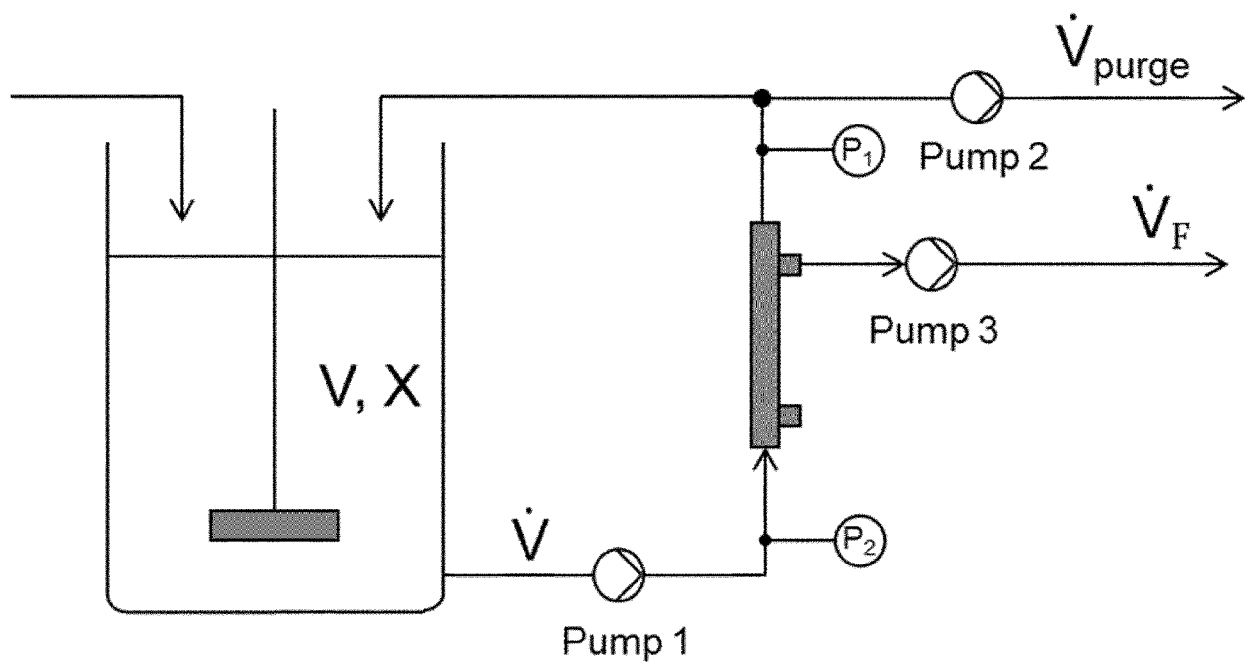 V̇purge
P₁
Pump 2
V̇F
Pump 3
V, X
V̇
P₂
Pump 1